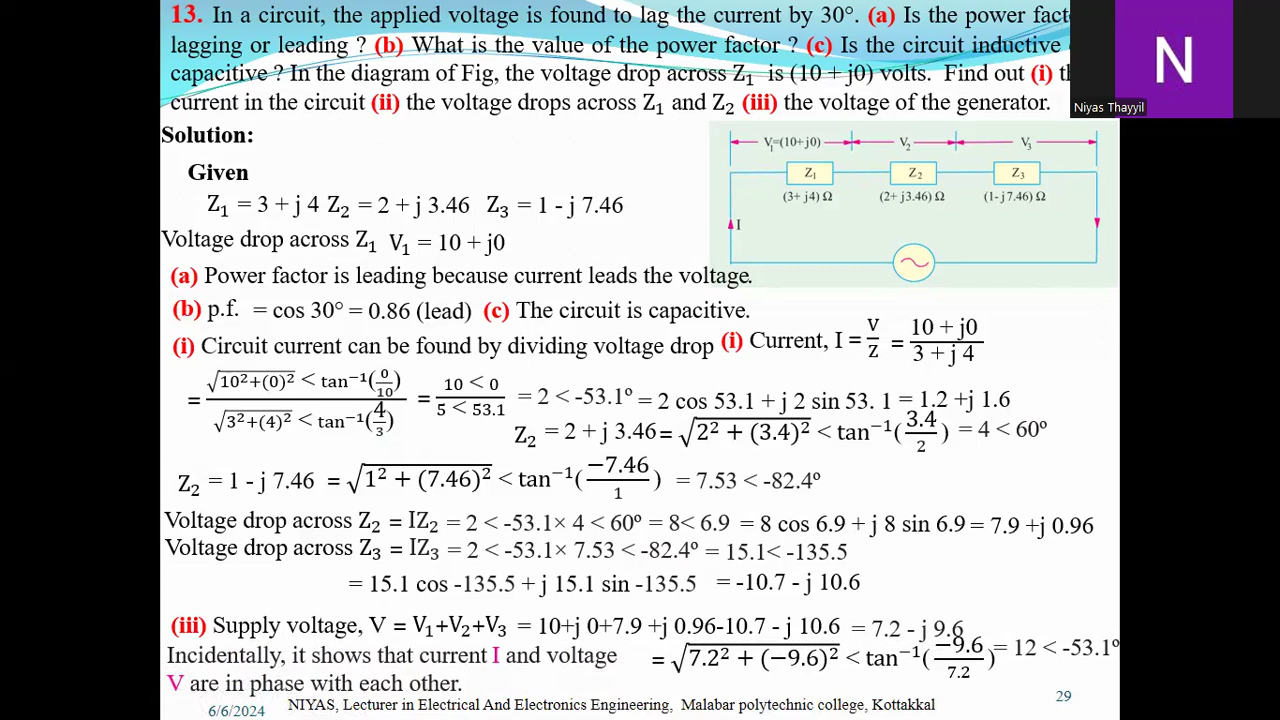 13. In a circuit, the applied voltage is found to lag the current by 30°. (a) Is the power fact
lagging or leading ? (b) What is the value of the power factor ? (c) Is the circuit inductive
capacitive ? In the diagram of Fig, the voltage drop across Z₁ is (10 + j0) volts. Find out (i) t
current in the circuit (ii) the voltage drops across Z₁ and Z₂ (iii) the voltage of the generator.
N
Niyas Thayyil
Solution:
Given
Z₁ = 3 + j 4 Z₂ = 2 + j 3.46 Z₃ = 1 - j 7.46
Voltage drop across Z₁ V₁ = 10 + j0
V₁=(10+j0) V₂ V₃
Z₁ Z₂ Z₃
(3+ j4) Ω (2+ j3.46) Ω (1-j7.46) Ω
I
(a) Power factor is leading because current leads the voltage.
(b) p.f. = cos 30° = 0.86 (lead) (c) The circuit is capacitive.
(i) Circuit current can be found by dividing voltage drop (i) Current, I = V/Z = (10 + j0)/(3 + j 4)
= (√(10²+(0)²) < tan⁻¹(0/10))/(√(3²+(4)²) < tan⁻¹(4/3)) = (10 < 0)/(5 < 53.1) = 2 < -53.1º = 2 cos 53.1 + j 2 sin 53. 1 = 1.2 +j 1.6
Z₂ = 2 + j 3.46 = √(2² + (3.4)²) < tan⁻¹(3.4/2) = 4 < 60º
Z₂ = 1 - j 7.46 = √(1² + (7.46)²) < tan⁻¹(−7.46/1) = 7.53 < -82.4º
Voltage drop across Z₂ = IZ₂ = 2 < -53.1× 4 < 60º = 8< 6.9 = 8 cos 6.9 + j 8 sin 6.9 = 7.9 +j 0.96
Voltage drop across Z₃ = IZ₃ = 2 < -53.1× 7.53 < -82.4º = 15.1< -135.5
= 15.1 cos -135.5 + j 15.1 sin -135.5 = -10.7 - j 10.6
(iii) Supply voltage, V = V₁+V₂+V₃ = 10+j 0+7.9 +j 0.96-10.7 - j 10.6 = 7.2 - j 9.6
Incidentally, it shows that current I and voltage = √(7.2² + (−9.6)²) < tan⁻¹(−9.6/7.2) = 12 < -53.1º
V are in phase with each other.
6/6/2024 NIYAS, Lecturer in Electrical And Electronics Engineering, Malabar polytechnic college, Kottakkal 29